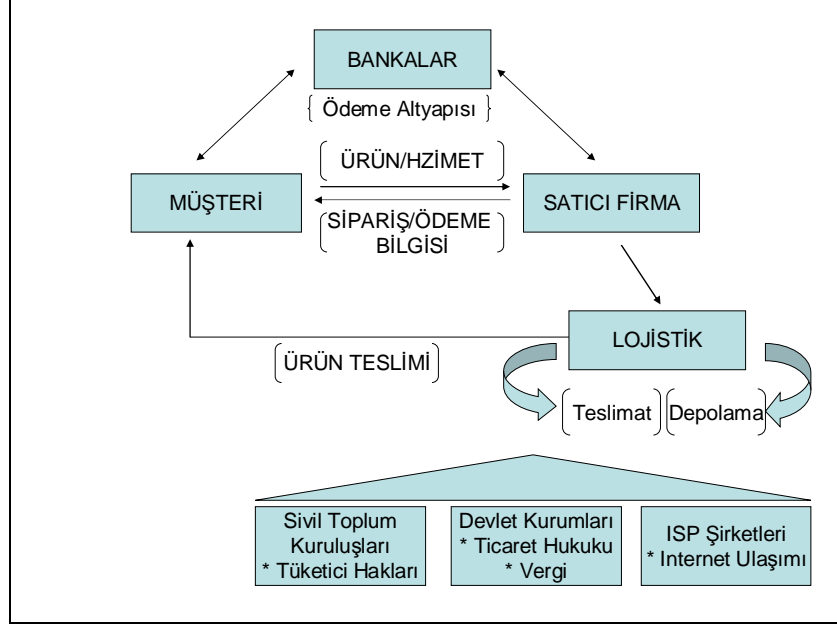 BANKALAR
Ödeme Altyapısı
ÜRÜN/HZİMET
MÜŞTERİ
SATICI FİRMA
SİPARİŞ/ÖDEME
BİLGİSİ
LOJİSTİK
ÜRÜN TESLİMİ
Teslimat
Depolama
Sivil Toplum
Kuruluşları
* Tüketici Hakları
Devlet Kurumları
* Ticaret Hukuku
* Vergi
ISP Şirketleri
* Internet Ulaşımı